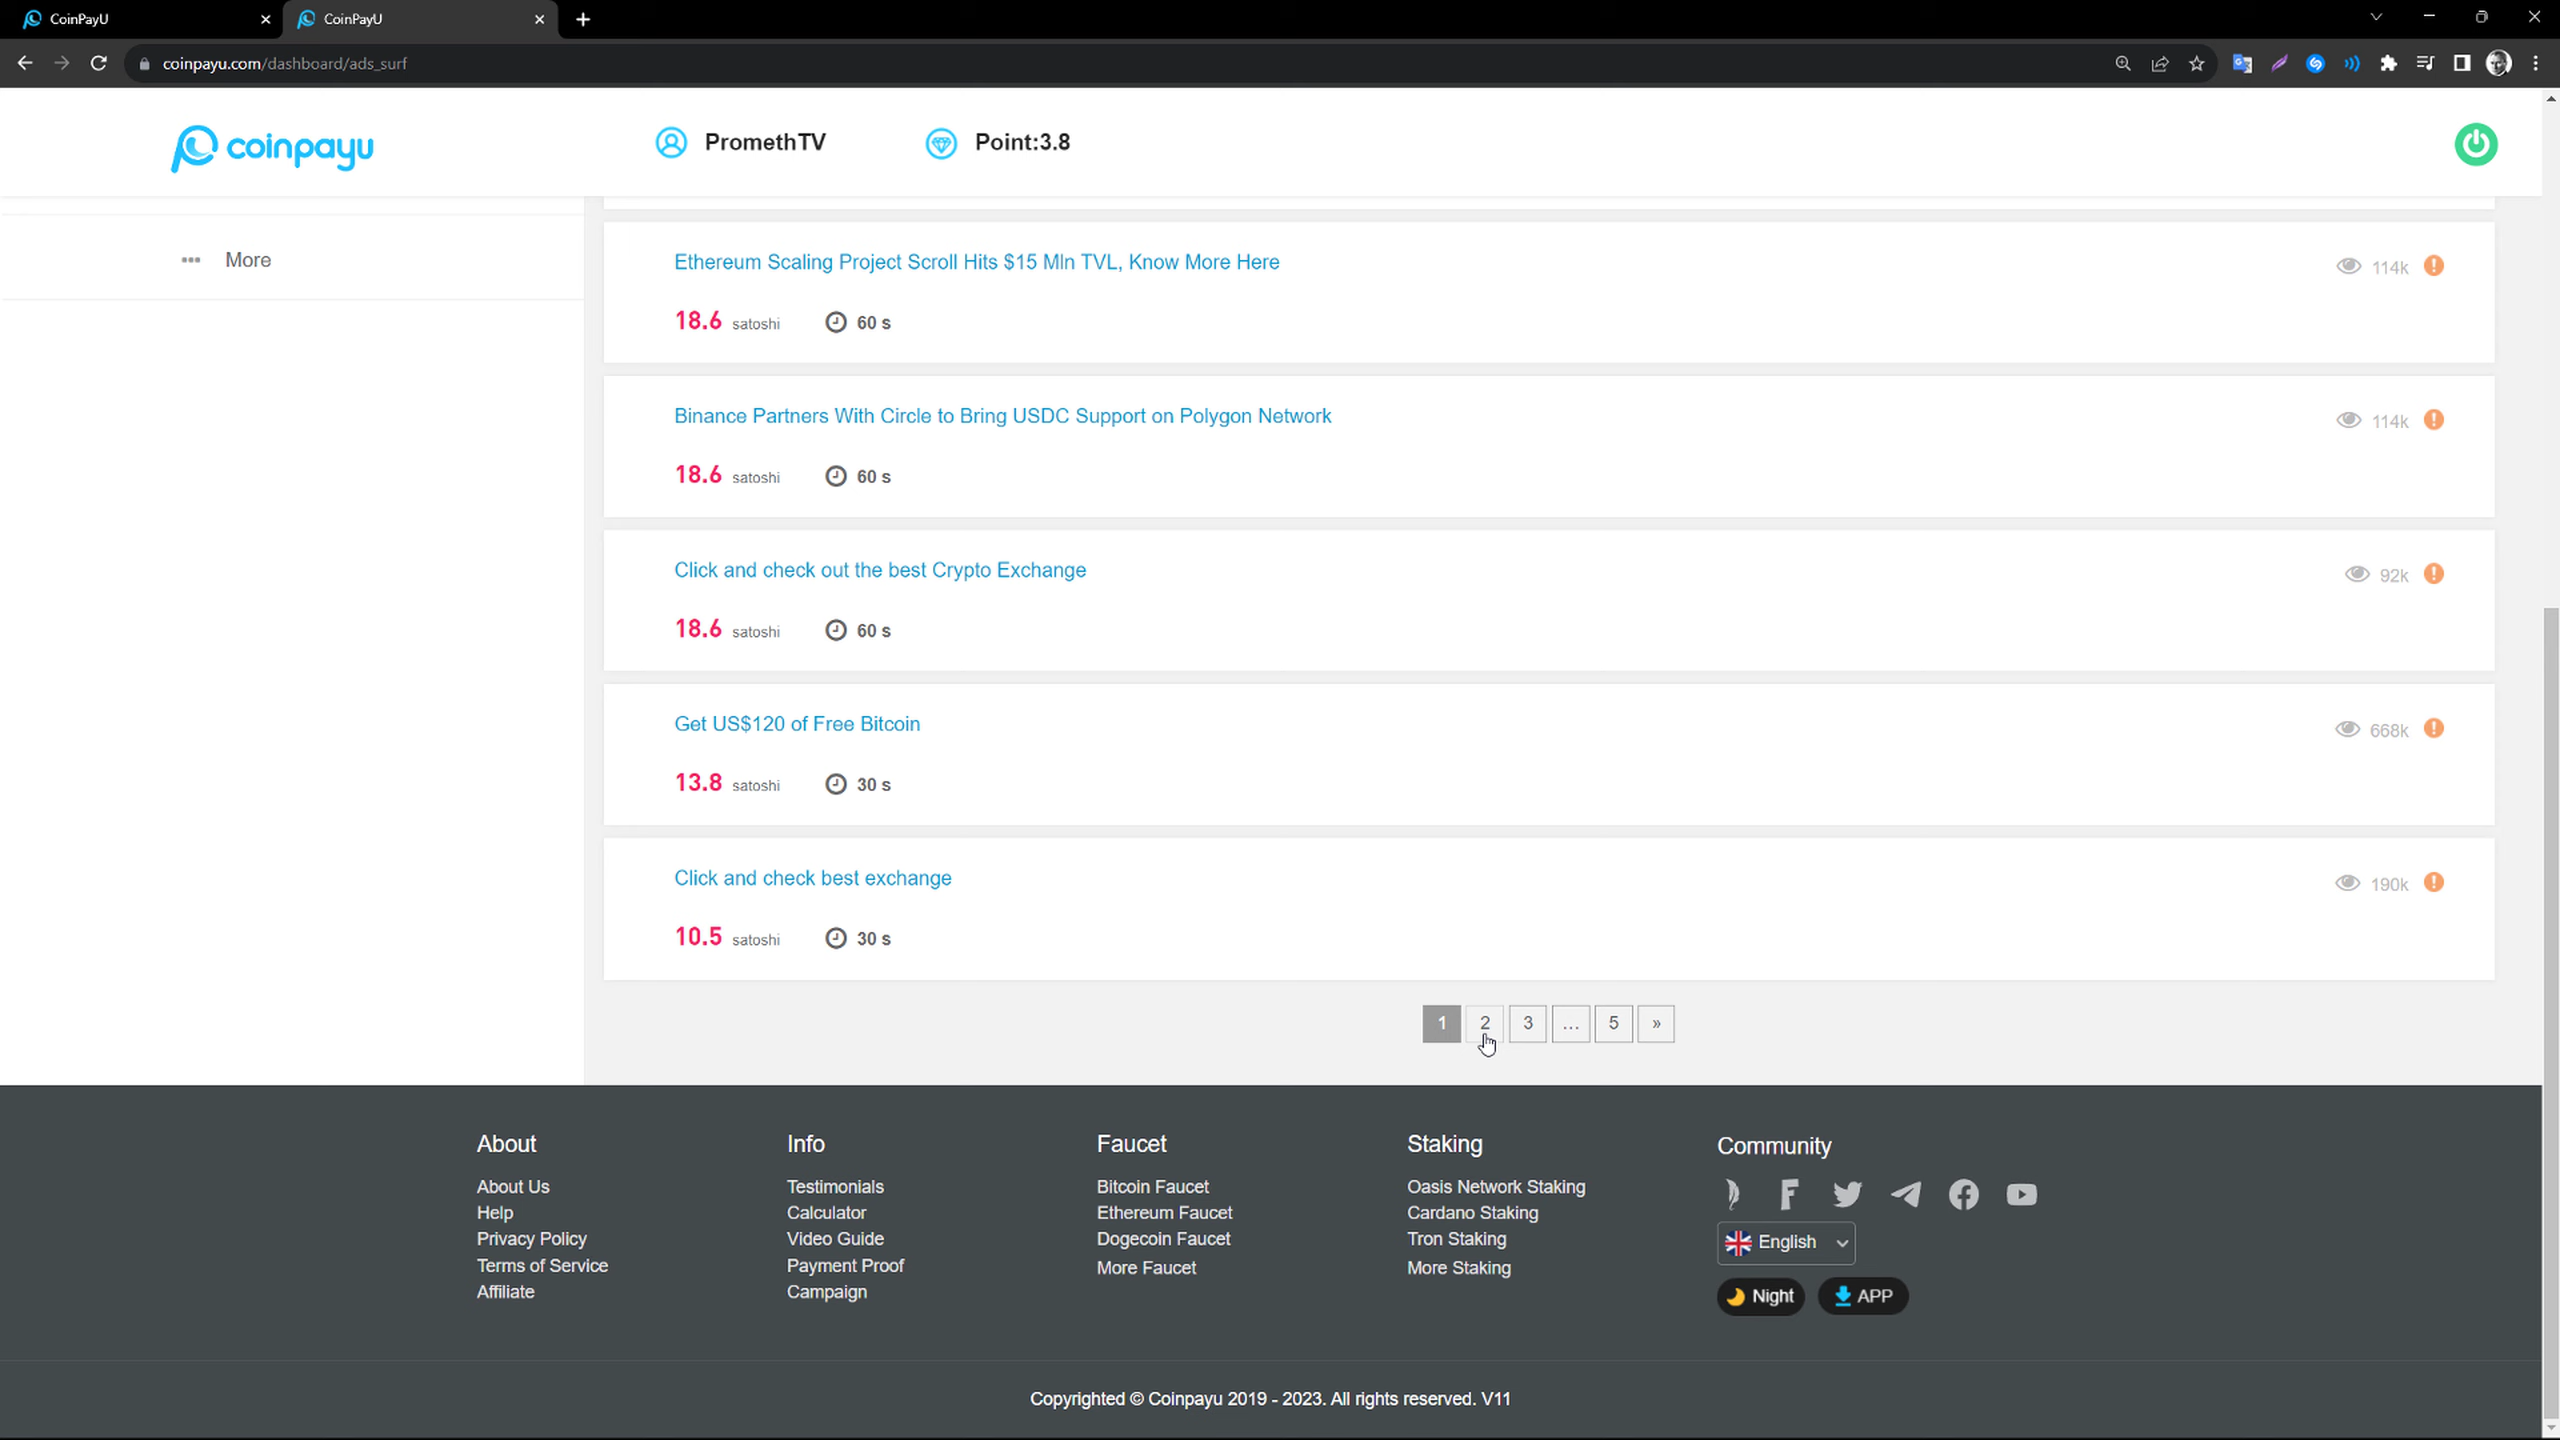 CoinPayU
CoinPayU
coinpayu.com/dashboard/ads_surf
coinpayu
PromethTV
Point:3.8
More
Ethereum Scaling Project Scroll Hits $15 Mln TVL, Know More Here
114k
18.6 satoshi 60 s
Binance Partners With Circle to Bring USDC Support on Polygon Network
114k
18.6 satoshi 60 s
Click and check out the best Crypto Exchange
92k
18.6 satoshi 60 s
Get US$120 of Free Bitcoin
668k
13.8 satoshi 30 s
Click and check best exchange
190k
10.5 satoshi 30 s
1 2 3 ... 5 »
About
About Us
Help
Privacy Policy
Terms of Service
Affiliate
Info
Testimonials
Calculator
Video Guide
Payment Proof
Campaign
Faucet
Bitcoin Faucet
Ethereum Faucet
Dogecoin Faucet
More Faucet
Staking
Oasis Network Staking
Cardano Staking
Tron Staking
More Staking
Community
English
Night
APP
Copyrighted © Coinpayu 2019 - 2023. All rights reserved. V11